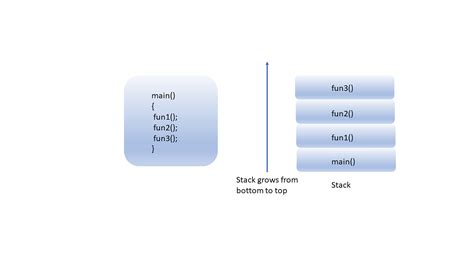 main()
{
fun1();
fun2();
fun3();
}
Stack grows from
bottom to top
fun3()
fun2()
fun1()
main()
Stack